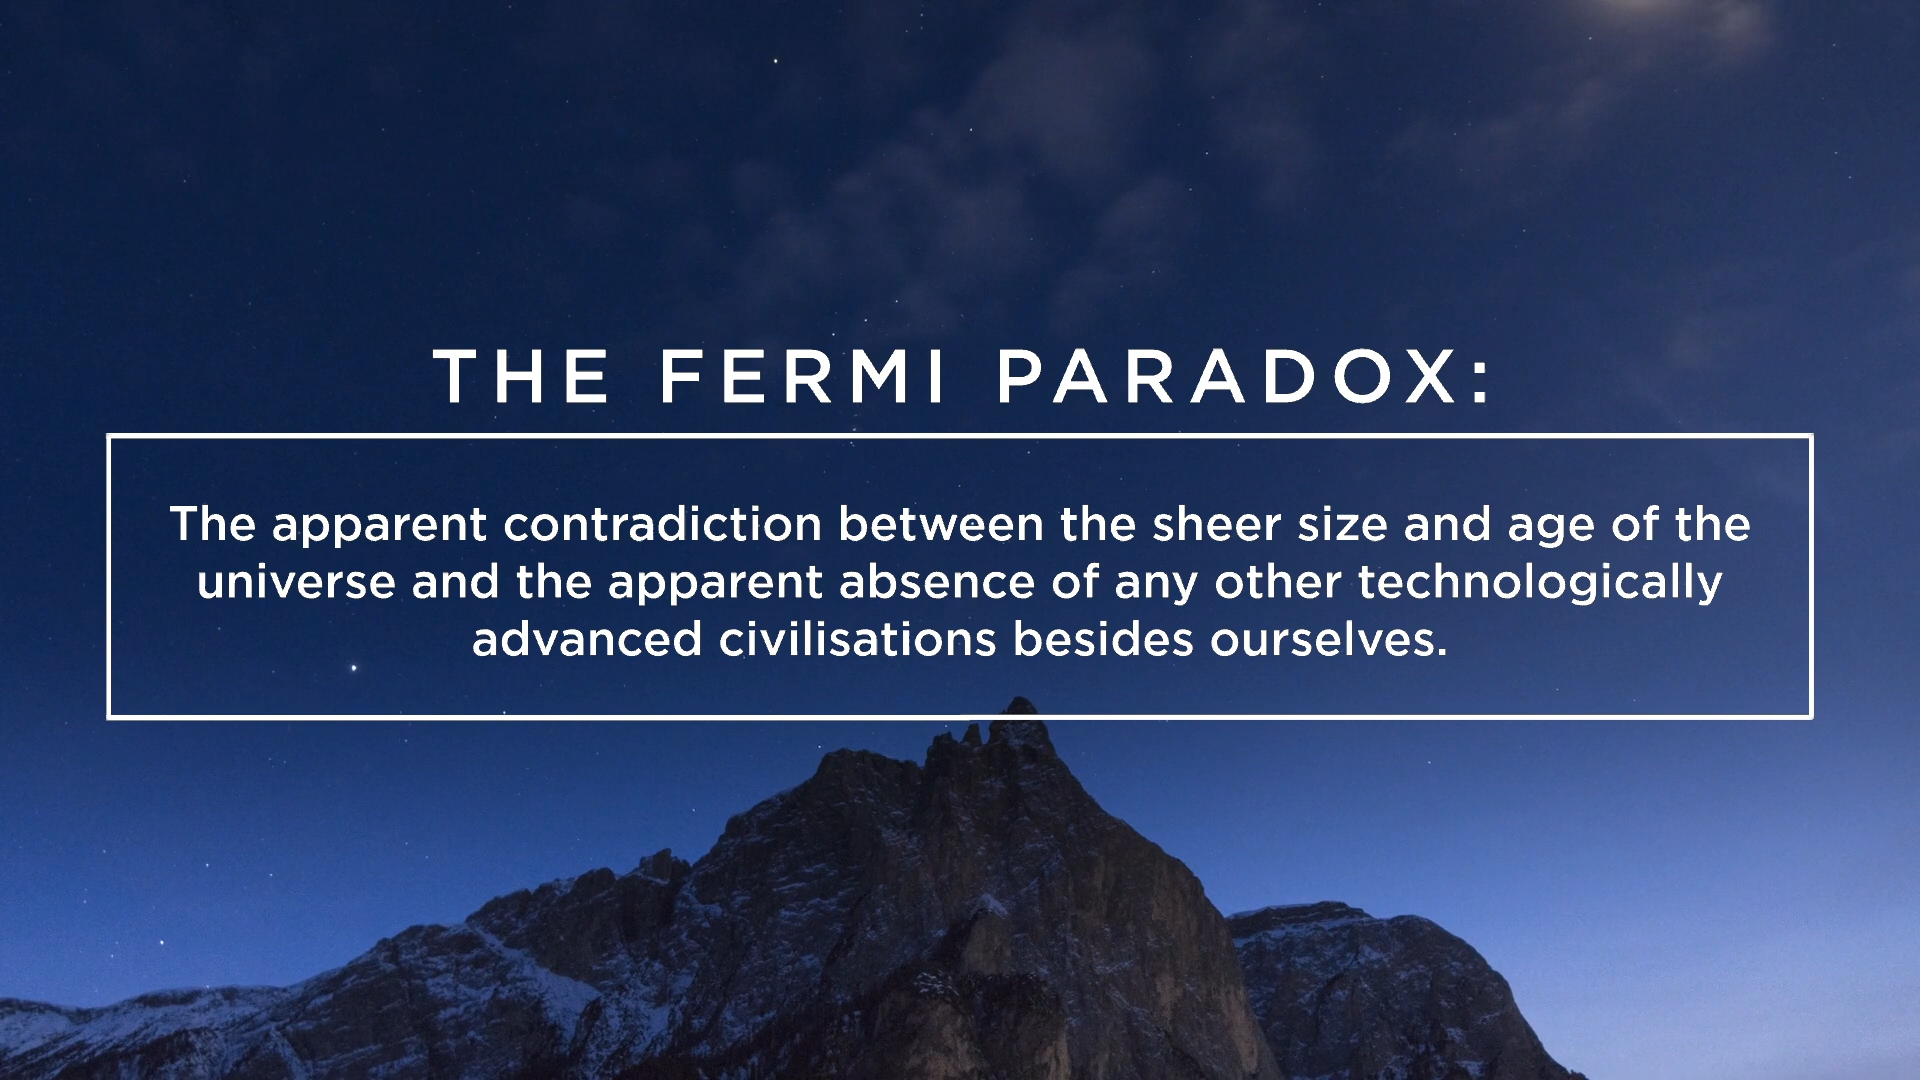 THE FERMI PARADOX:
The apparent contradiction between the sheer size and age of the
universe and the apparent absence of any other technologically
advanced civilisations besides ourselves.